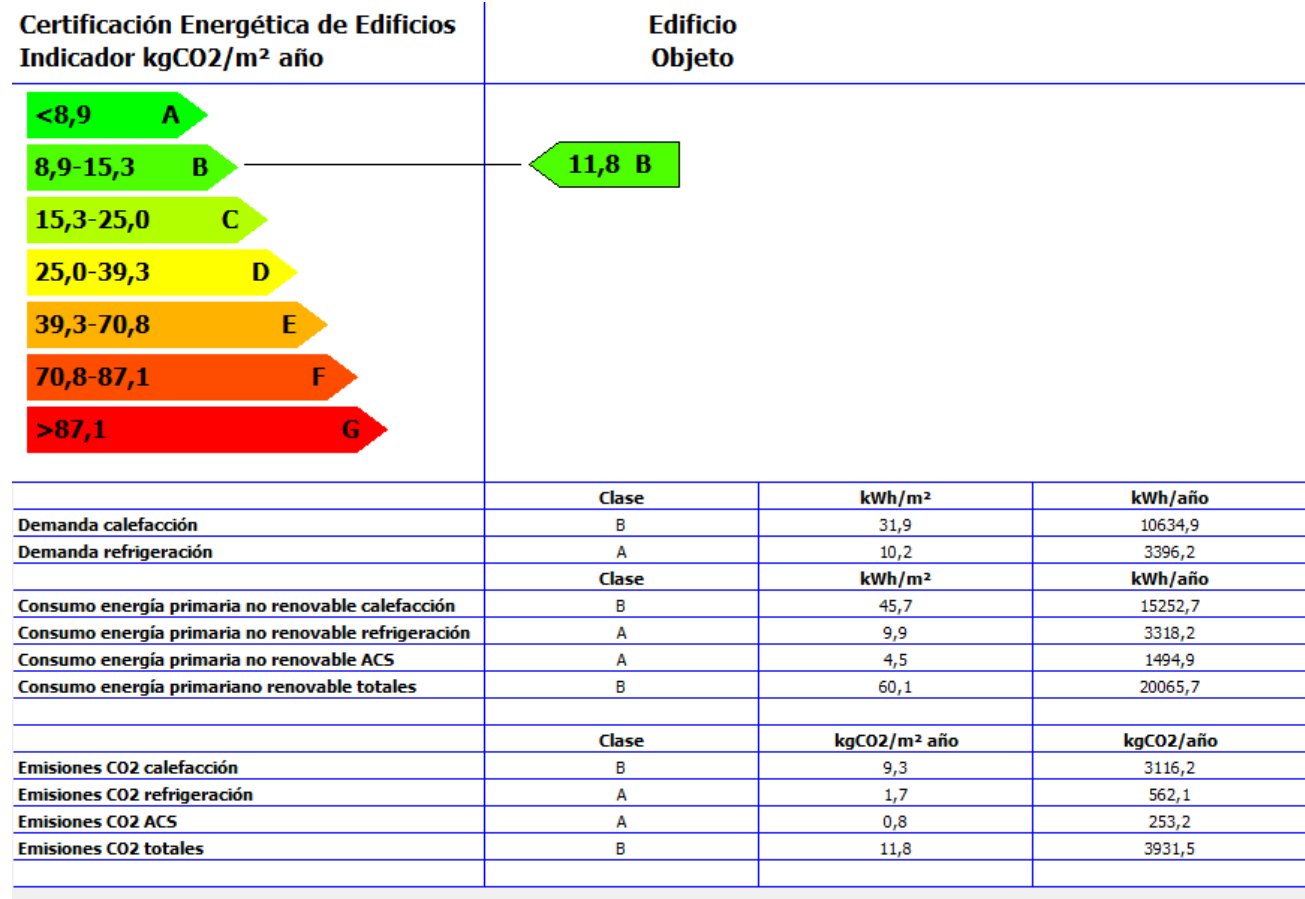 Certificación Energética de Edificios
Indicador kgCO2/m² año
Edificio
Objeto
<8,9 A
8,9-15,3 B
11,8 B
15,3-25,0 C
25,0-39,3 D
39,3-70,8 E
70,8-87,1 F
>87,1 G
Clase kWh/m² kWh/año
Demanda calefacción B 31,9 10634,9
Demanda refrigeración A 10,2 3396,2
Clase kWh/m² kWh/año
Consumo energía primaria no renovable calefacción B 45,7 15252,7
Consumo energía primaria no renovable refrigeración A 9,9 3318,2
Consumo energía primaria no renovable ACS A 4,5 1494,9
Consumo energía primariano renovable totales B 60,1 20065,7
Clase kgCO2/m² año kgCO2/año
Emisiones CO2 calefacción B 9,3 3116,2
Emisiones CO2 refrigeración A 1,7 562,1
Emisiones CO2 ACS A 0,8 253,2
Emisiones CO2 totales B 11,8 3931,5